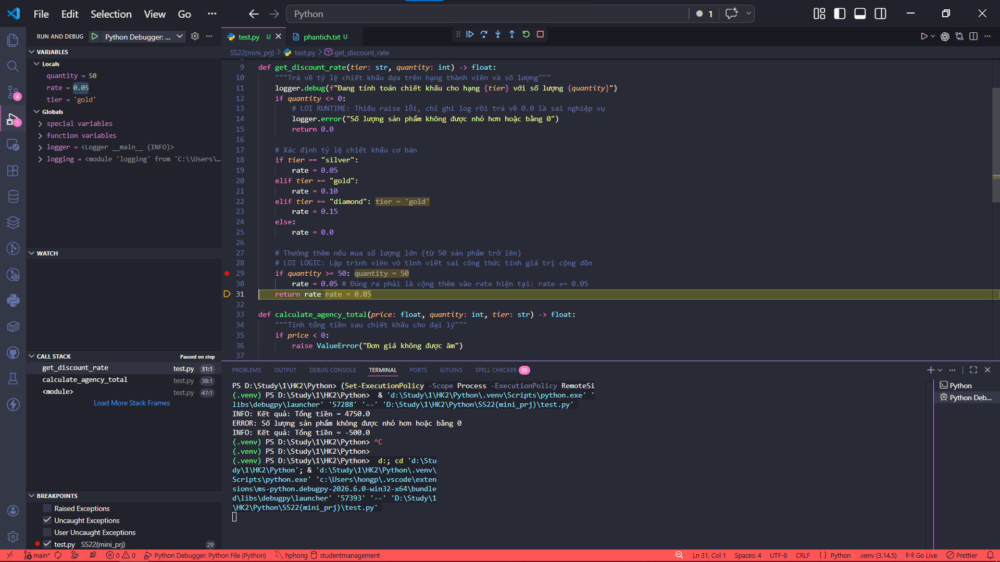 File Edit Selection View Go ···
Python
1
RUN AND DEBUG
Python Debugger: ...
test.py U
phantich.txt U
SS22(mini_prj) > test.py > get_discount_rate
VARIABLES
Locals
quantity = 50
rate = 0.05
tier = 'gold'
Globals
special variables
function variables
logger = <Logger __main__ (INFO)>
logging = <module 'logging' from 'C:\\Users\...
WATCH
CALL STACK
Paused on step
get_discount_rate test.py 31:1
calculate_agency_total test.py 38:1
<module> test.py 47:1
Load More Stack Frames
BREAKPOINTS
Raised Exceptions
Uncaught Exceptions
User Uncaught Exceptions
test.py SS22(mini_prj) 29
4
1
9 def get_discount_rate(tier: str, quantity: int) -> float:
10 """Trả về tỷ lệ chiết khấu dựa trên hạng thành viên và số lượng"""
11 logger.debug(f"Đang tính toán chiết khấu cho hạng {tier} với số lượng {quantity}")
12 if quantity <= 0:
13 # LOI RUNTIME: Thiếu raise lỗi, chỉ ghi log rồi trả về 0.0 là sai nghiệp vụ
14 logger.error("Số lượng sản phẩm không được nhỏ hơn hoặc bằng 0")
15 return 0.0
16
17 # Xác định tỷ lệ chiết khấu cơ bản
18 if tier == "silver":
19 rate = 0.05
20 elif tier == "gold":
21 rate = 0.10
22 elif tier == "diamond": tier = 'gold'
23 rate = 0.15
24 else:
25 rate = 0.0
26
27 # Thưởng thêm nếu mua số lượng lớn (từ 50 sản phẩm trở lên)
28 # LOI LOGIC: Lập trình viên vô tình viết sai công thức tính giá trị cộng dồn
29 if quantity >= 50: quantity = 50
30 rate = 0.05 # Đúng ra phải là cộng thêm vào rate hiện tại: rate += 0.05
31 return rate rate = 0.05
32
33 def calculate_agency_total(price: float, quantity: int, tier: str) -> float:
34 """Tính tổng tiền sau chiết khấu cho đại lý"""
35 if price < 0:
36 raise ValueError("Đơn giá không được âm")
37
PROBLEMS OUTPUT DEBUG CONSOLE TERMINAL PORTS GITLENS SPELL CHECKER 65
PS D:\Study\1\HK2\Python> (Set-ExecutionPolicy -Scope Process -ExecutionPolicy RemoteSi
(.venv) PS D:\Study\1\HK2\Python>  & 'd:\Study\1\HK2\Python\.venv\Scripts\python.exe' '
libs\debugpy\launcher' '57288' '--' 'D:\Study\1\HK2\Python\SS22(mini_prj)\test.py'
INFO: Kết quả: Tổng tiền = 4750.0
ERROR: Số lượng sản phẩm không được nhỏ hơn hoặc bằng 0
INFO: Kết quả: Tổng tiền = -500.0
(.venv) PS D:\Study\1\HK2\Python> ^C
(.venv) PS D:\Study\1\HK2\Python>
(.venv) PS D:\Study\1\HK2\Python>  d:; cd 'd:\Stu
dy\1\HK2\Python'; & 'd:\Study\1\HK2\Python\.venv\
Scripts\python.exe' 'c:\Users\hongp\.vscode\exten
sions\ms-python.debugpy-2026.6.0-win32-x64\bundle
d\libs\debugpy\launcher' '57393' '--' 'D:\Study\1
\HK2\Python\SS22(mini_prj)\test.py'
Python
Python Deb...
main* 0 0 Python Debugger: Python File (Python) hphong studentmanagement
Ln 31, Col 1 Spaces: 4 UTF-8 CRLF { } Python .venv (3.14.5) Go Live Prettier